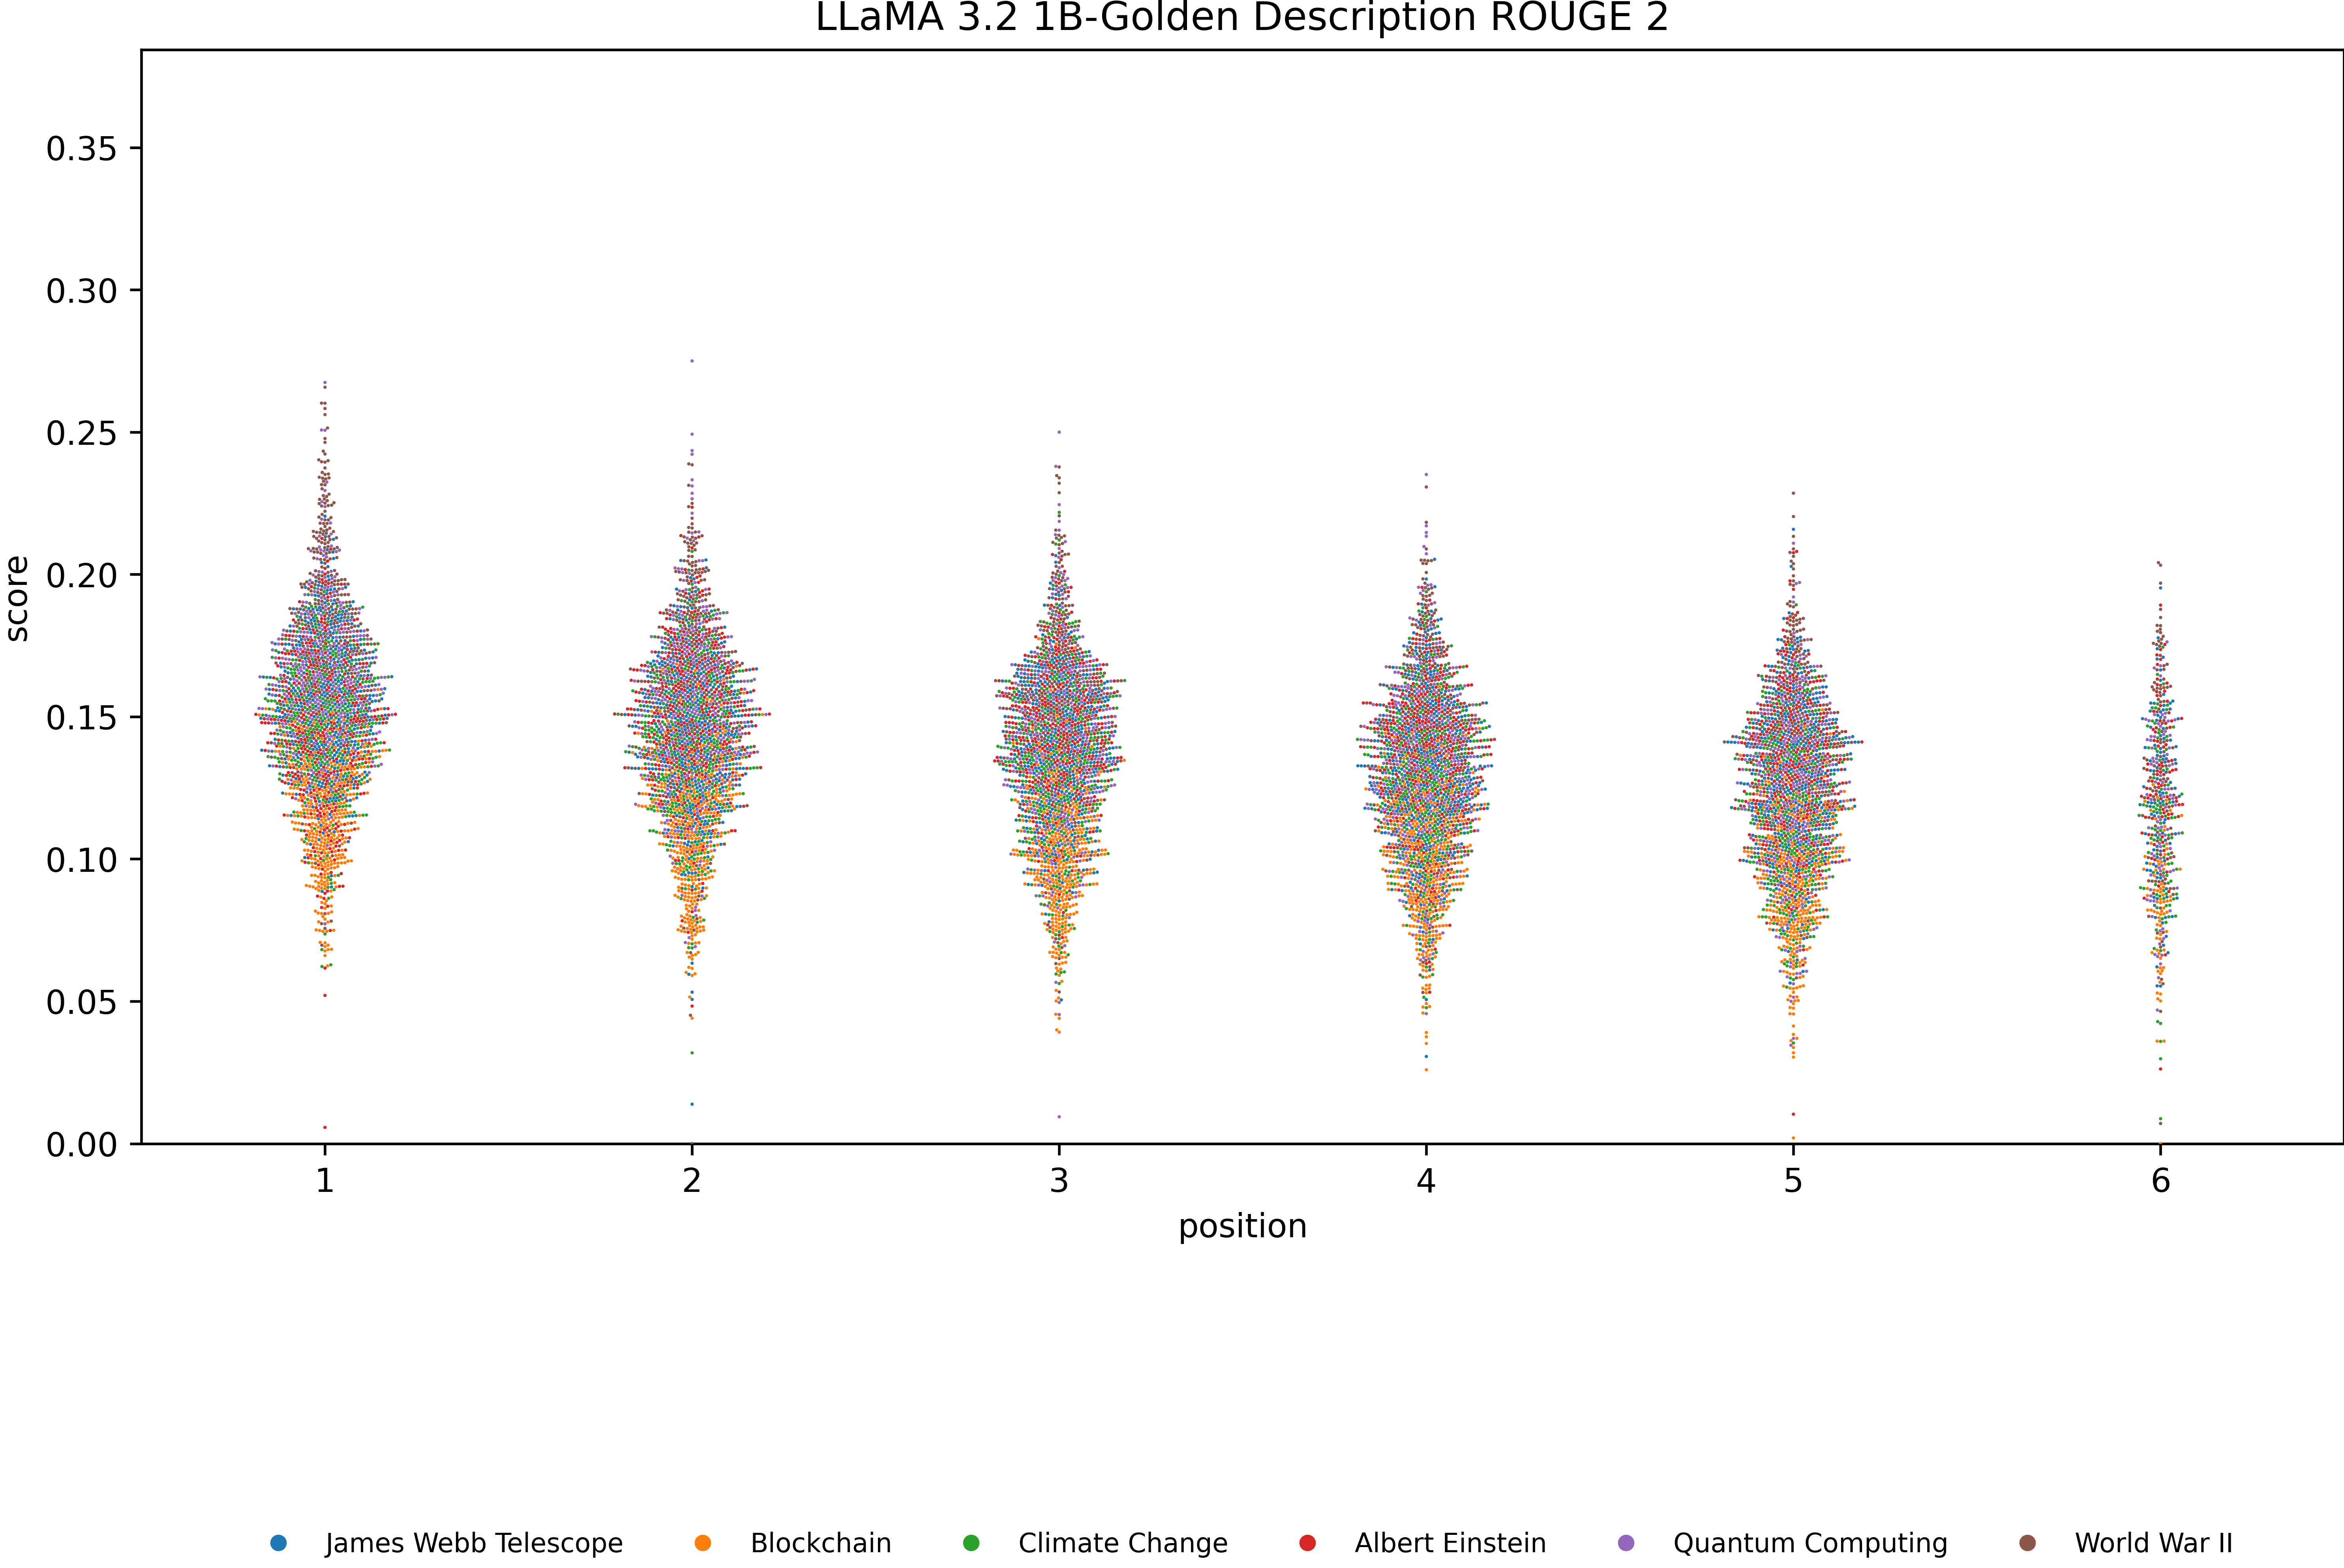 LLaMA 3.2 1B-Golden Description ROUGE 2
0.35
0.30
0.25
0.20
0.15
0.10
0.05
0.00
score
1 2 3 4 5 6
position
James Webb Telescope Blockchain Climate Change Albert Einstein Quantum Computing World War II